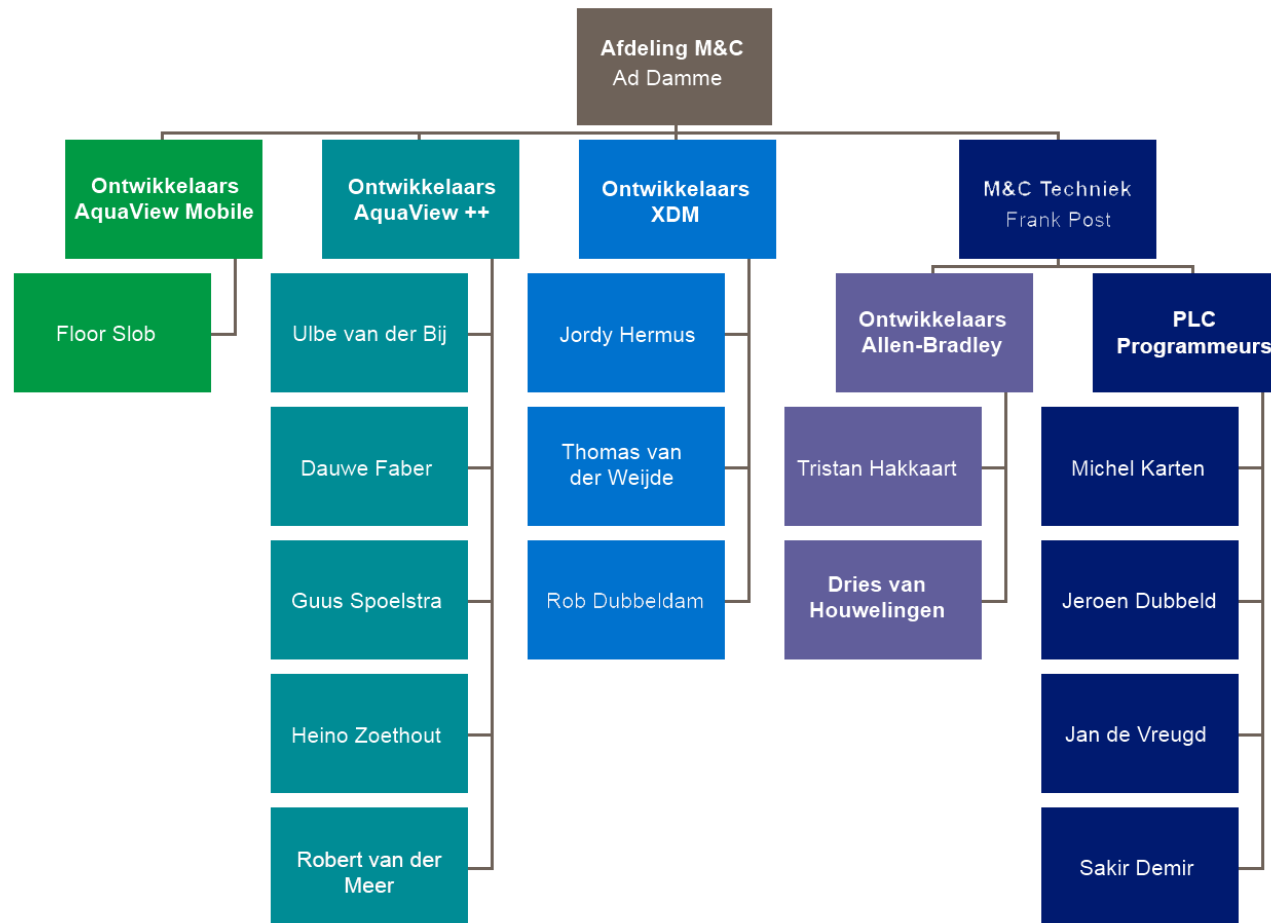 Afdeling M&C
Ad Damme
Ontwikkelaars
AquaView Mobile
Ontwikkelaars
AquaView ++
Ontwikkelaars
XDM
M&C Techniek
Frank Post
Floor Slob
Ulbe van der Bij
Dauwe Faber
Guus Spoelstra
Heino Zoethout
Robert van der
Meer
Jordy Hermus
Thomas van
der Weijde
Rob Dubbeldam
Ontwikkelaars
Allen-Bradley
Tristan Hakkaart
Dries van
Houwelingen
PLC
Programmeurs
Michel Karten
Jeroen Dubbeld
Jan de Vreugd
Sakir Demir